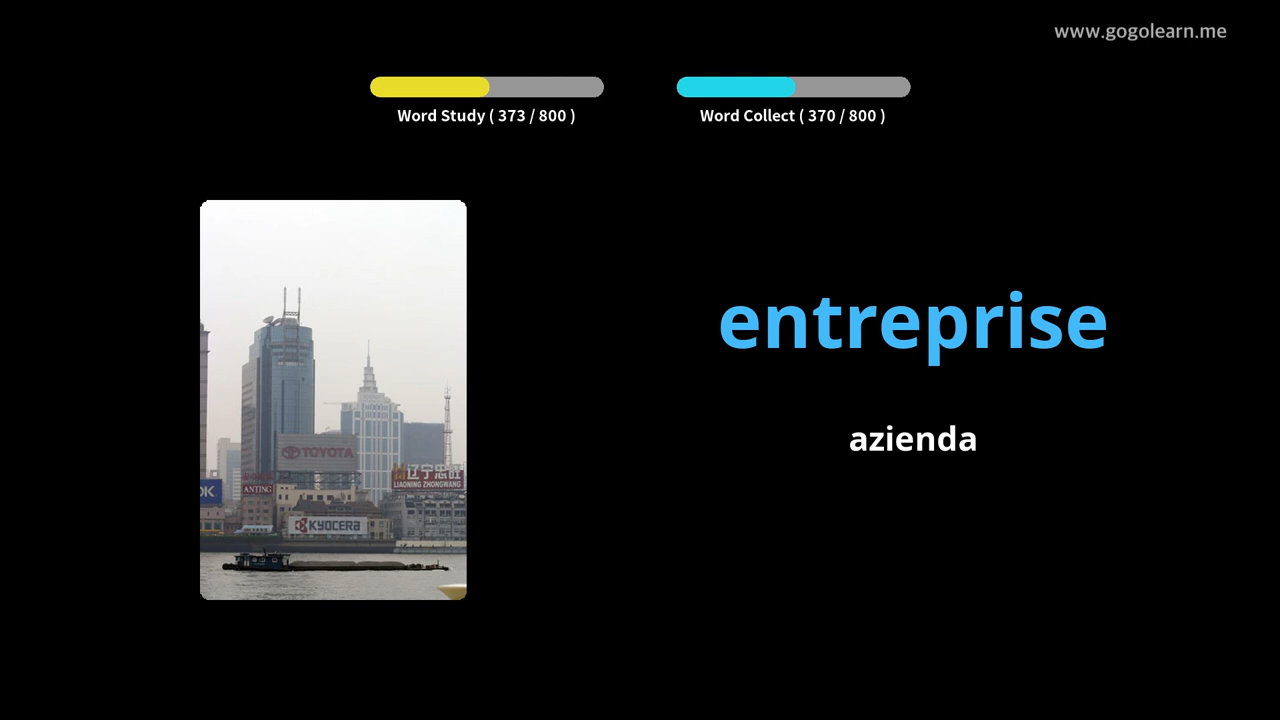 www.gogolearn.me
Word Study ( 373 / 800 )
Word Collect ( 370 / 800 )
entreprise
azienda
TOYOTA
辽宁忠旺
LIAONING ZHONGWANG
OK
ANTING
KYOCERA